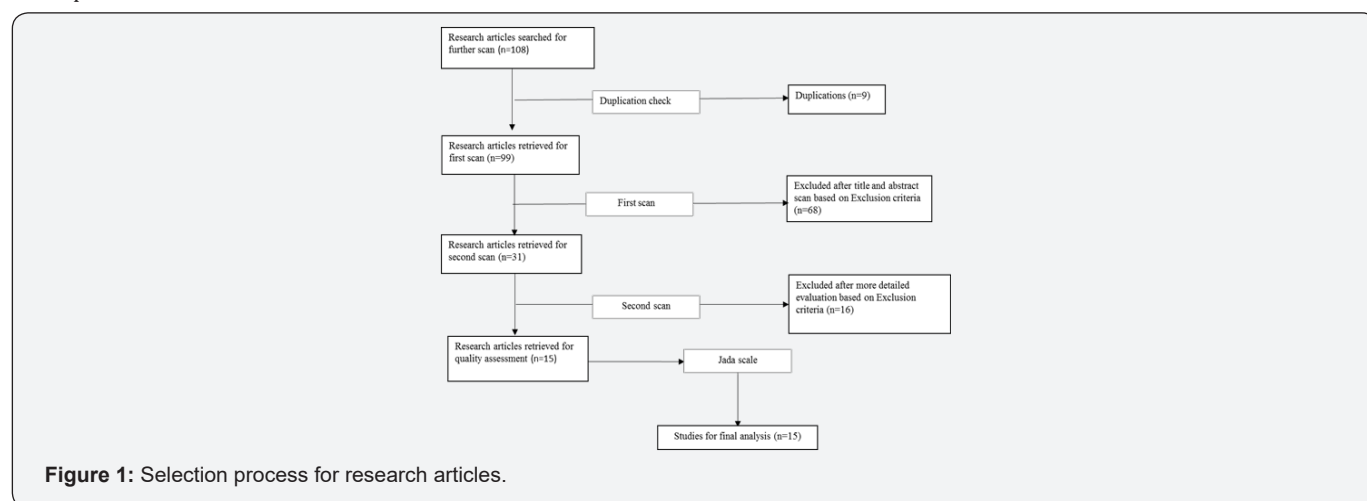 Research articles searched for
further scan (n=108)
Duplication check
Duplications (n=9)
Research articles retrieved for
first scan (n=99)
First scan
Excluded after title and abstract
scan based on Exclusion criteria
(n=68)
Research articles retrieved for
second scan (n=31)
Second scan
Excluded after more detailed
evaluation based on Exclusion
criteria (n=16)
Research articles retrieved for
quality assessment (n=15)
Jada scale
Studies for final analysis (n=15)
Figure 1: Selection process for research articles.